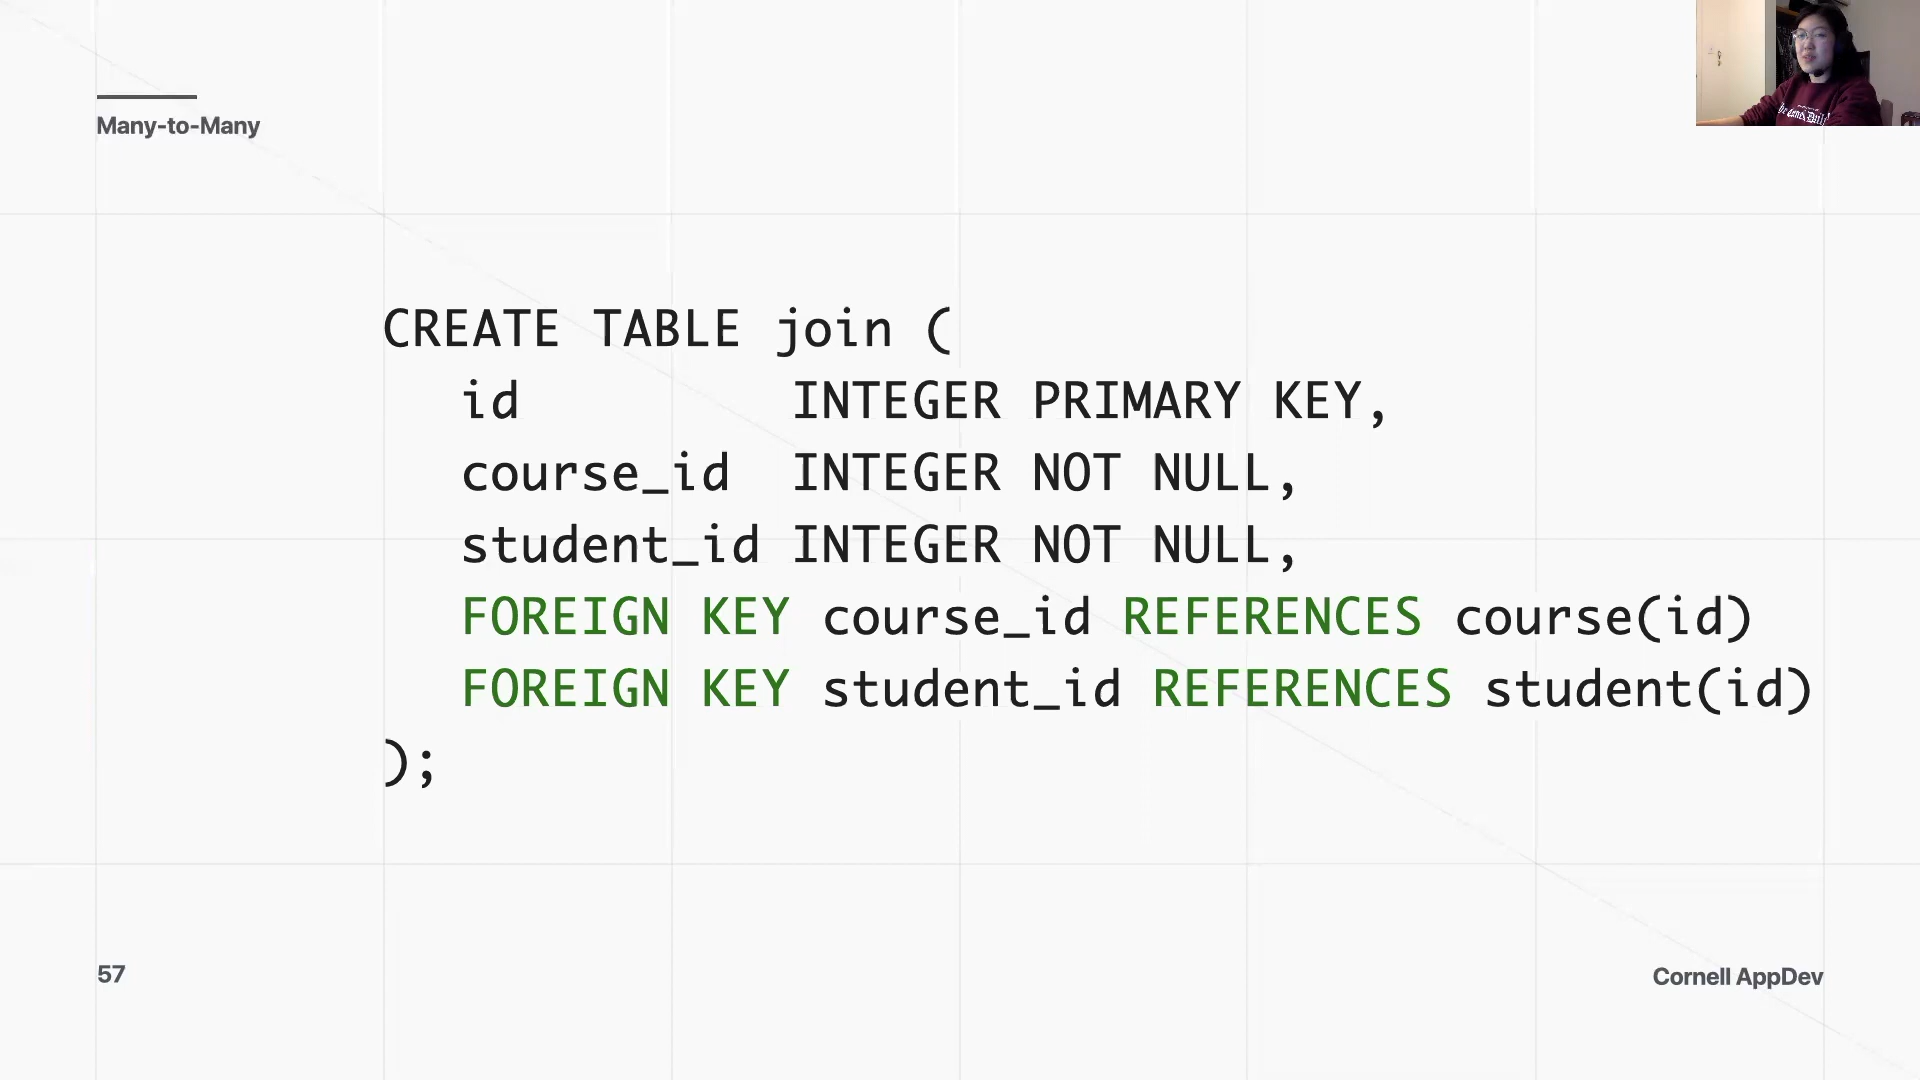 Many-to-Many
CREATE TABLE join (
id INTEGER PRIMARY KEY,
course_id INTEGER NOT NULL,
student_id INTEGER NOT NULL,
FOREIGN KEY course_id REFERENCES course(id)
FOREIGN KEY student_id REFERENCES student(id)
);
57
Cornell AppDev